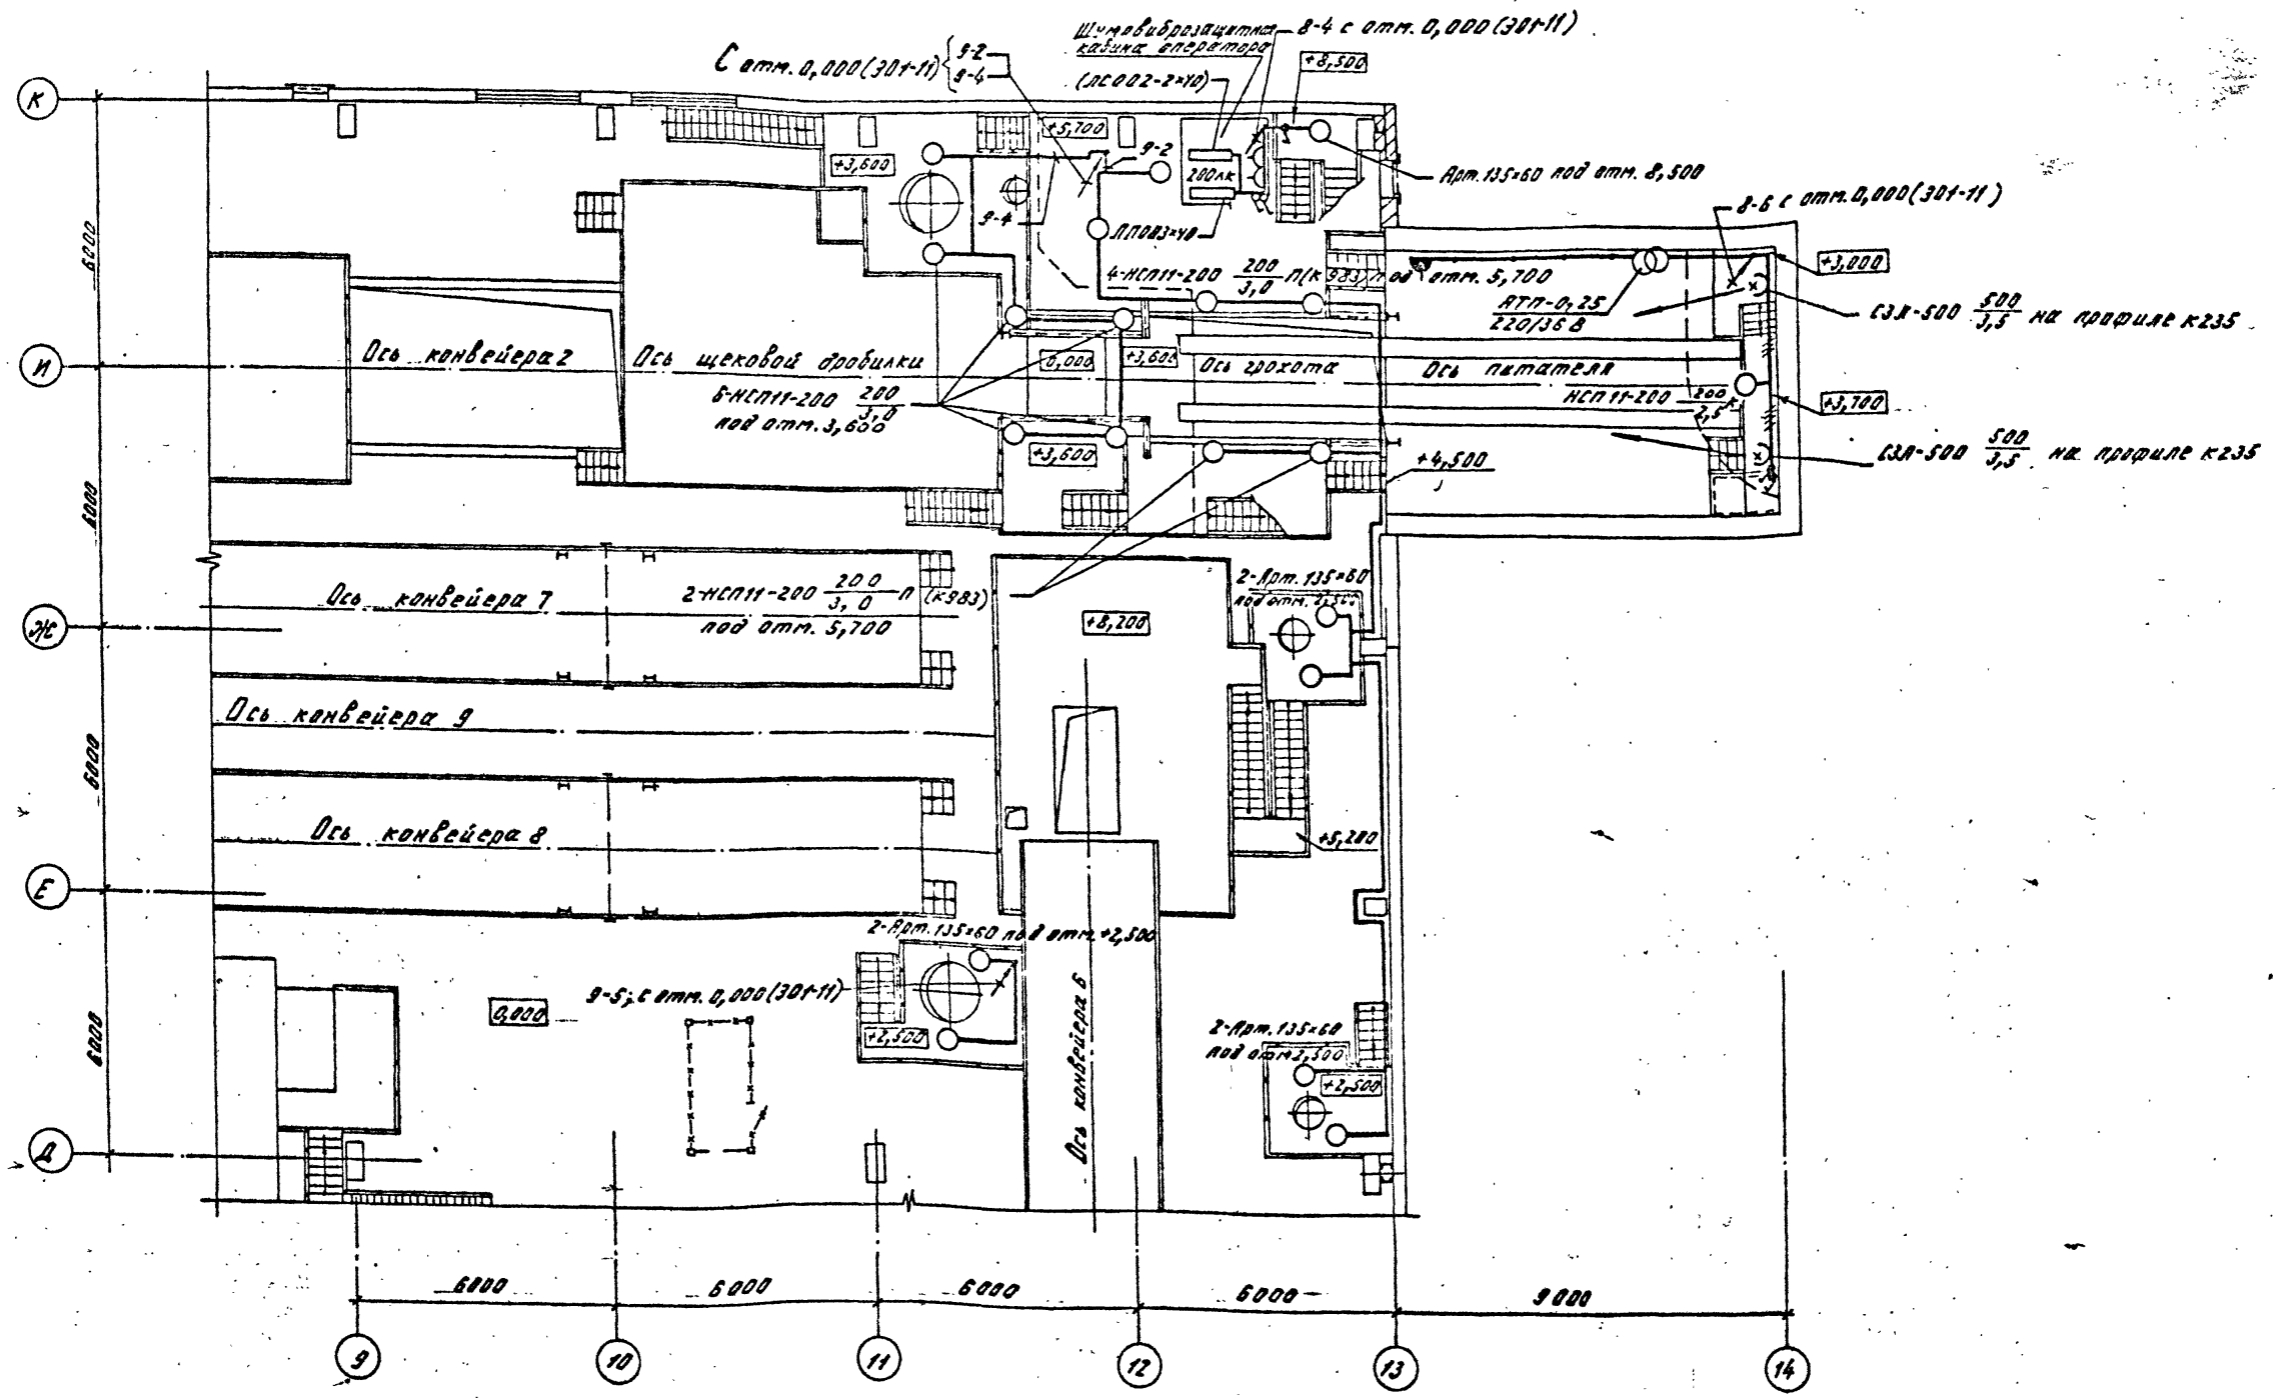 Шумовиброзащитная
кабина оператора
8-4 с отм. 0,000 (301-11)
С отм. 0,000 (301-11)
9-2
9-4
(ЛСО02-2×40)
+8,500
К
+5,700
+3,600
9-2
200лк
Арт. 135×60 под отм. 8,500
9-4
ЛПО03×40
8-6 с отм. 0,000 (301-11)
6000
4-НСП11-200 200/3,0 П(К983) под отм. 5,700
+3,000
АТП-0,25
220/36 В
СЗЛ-500 500/3,5 на профиле К235
И
Ось конвейера 2
Ось щековой дробилки
0,000
+3,600
Ось грохота
Ось питателя
6-НСП11-200 200/3,0
под отм. 3,600
НСП11-200 200/2,5
+3,700
+3,600
+4,500
СЗЛ-500 500/3,5 на профиле К235
6000
Ж
Ось конвейера 7
2-НСП11-200 200/3,0 П (К983)
под отм. 5,700
2-Арт. 135×60
под отм. 2,500
+8,200
Ось конвейера 9
6000
Ось конвейера 8
+5,200
Е
2-Арт. 135×60 под отм. +2,500
9-5; с отм. 0,000 (301-11)
0,000
+2,500
Ось конвейера 6
2-Арт. 135×60
под отм +2,500
+2,500
6000
Д
6000
6000
6000
6000
9000
9
10
11
12
13
14